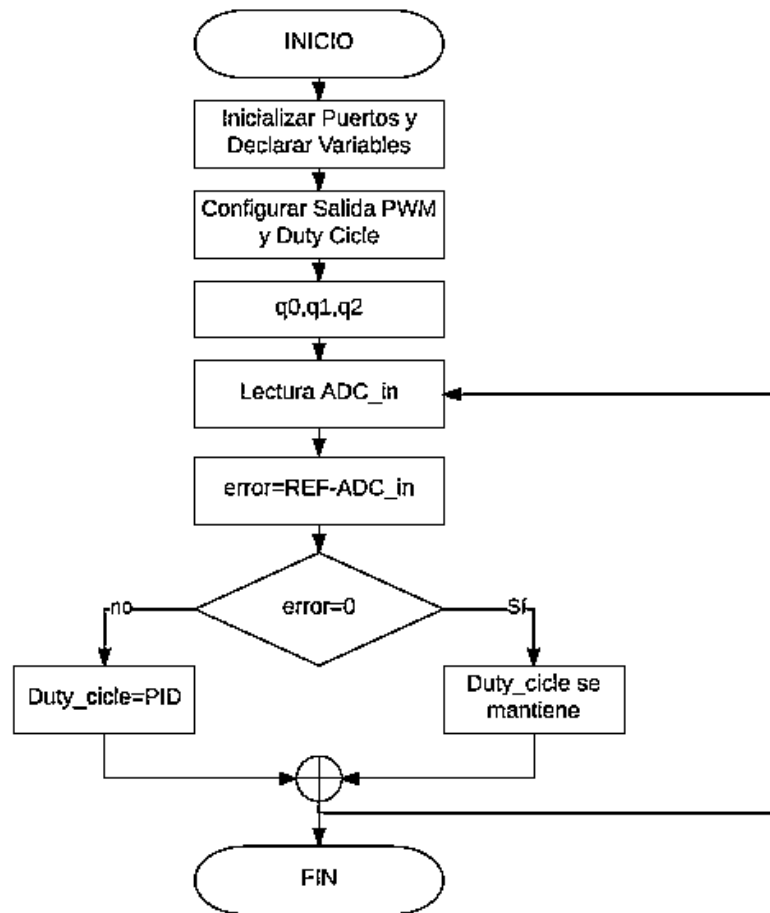 INICIO
Inicializar Puertos y
Declarar Variables
Configurar Salida PWM
y Duty Cicle
q0,q1,q2
Lectura ADC_in
error=REF-ADC_in
error=0
no
Sí
Duty_cicle=PID
Duty_cicle se
mantiene
FIN